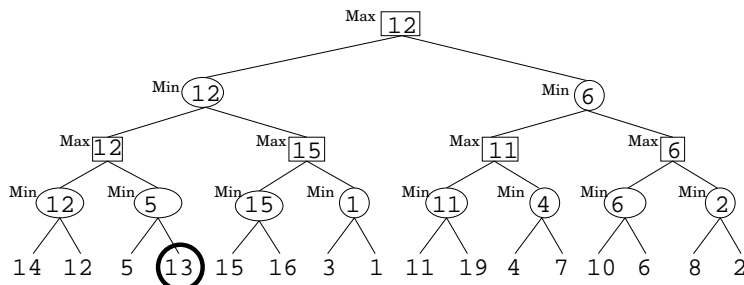 Max 12
Min 12 Min 6
Max 12 Max 15 Max 11 Max 6
Min 12 Min 5 Min 15 Min 1 Min 11 Min 4 Min 6 Min 2
14 12 5 13 15 16 3 1 11 19 4 7 10 6 8 2